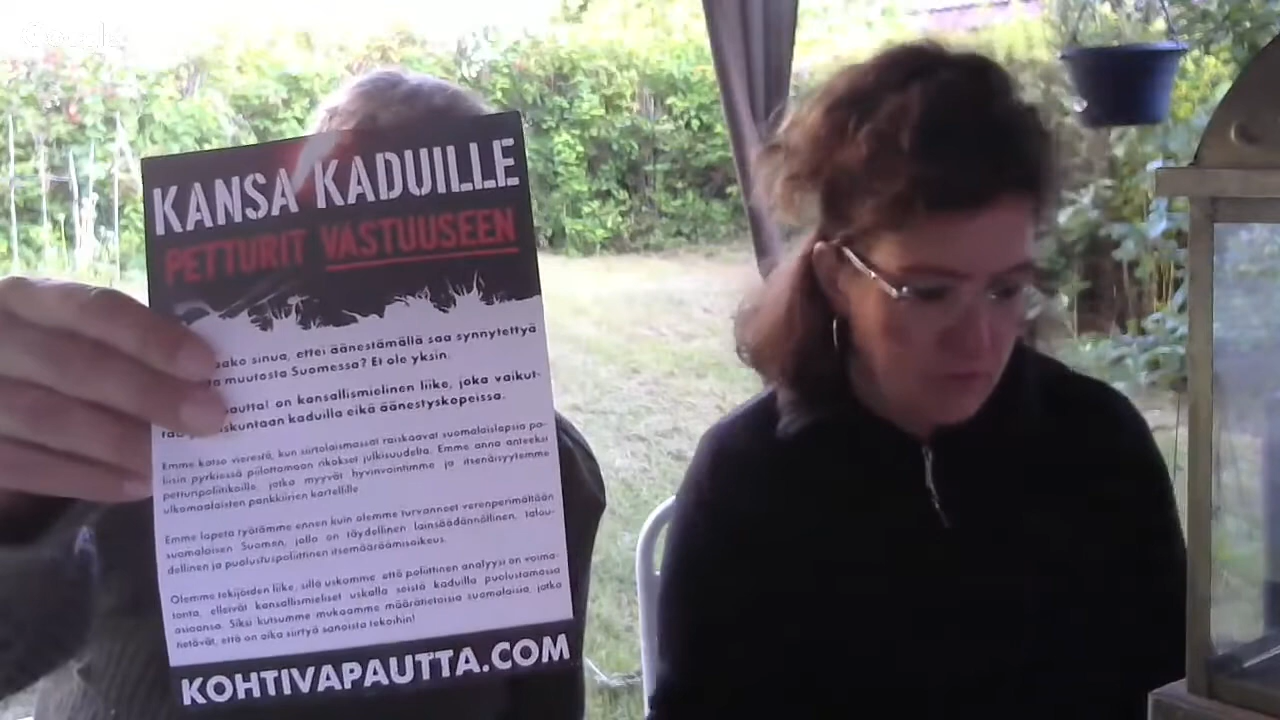 KANSA KADUILLE
PETTURIT VASTUUSEEN
sinua, ettei äänestämällä saa synnytettyä
muutosta Suomessa? Et ole yksin.
on kansallismielinen liike, joka vaikut-
kaduilla eikä äänestyskopeissa.
Emme katso vierestä, kun siirtolaismassat raiskaavat suomalaislapsia po-
liisin pyrkiessä piilottamaan rikokset julkisuudelta. Emme anna anteeksi
petturipoliitikoille, jotka myyvät hyvinvointimme ja itsenäisyytemme
ulkomaalaisten pankkiirien kartellille.
Emme lopeta työtämme ennen kuin olemme turvanneet verenperimältään
suomalaisen Suomen, jolla on täydellinen lainsäädännöllinen, talou-
dellinen ja puolustuspoliittinen itsemääräämisoikeus.
Olemme tekijöiden liike, sillä uskomme, että poliittinen analyysi on voima-
tonta, elleivät kansallismieliset uskalla seistä kaduilla puolustamassa
asiaansa. Siksi kutsumme mukaamme määrätietoisia suomalaisia, jotka
tietävät, että on aika siirtyä sanoista tekoihin!
KOHTIVAPAUTTA.COM